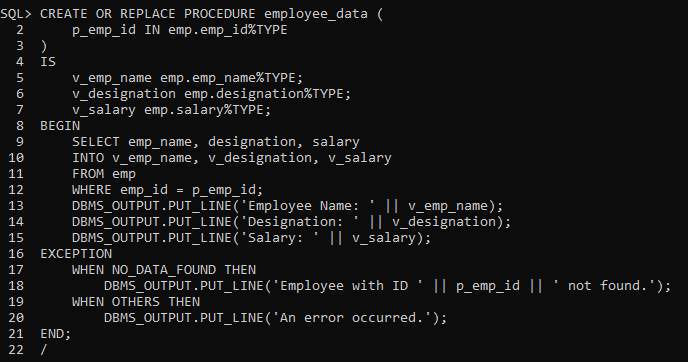 SQL> CREATE OR REPLACE PROCEDURE employee_data (
  2      p_emp_id IN emp.emp_id%TYPE
  3  )
  4  IS
  5      v_emp_name emp.emp_name%TYPE;
  6      v_designation emp.designation%TYPE;
  7      v_salary emp.salary%TYPE;
  8  BEGIN
  9      SELECT emp_name, designation, salary
 10      INTO v_emp_name, v_designation, v_salary
 11      FROM emp
 12      WHERE emp_id = p_emp_id;
 13      DBMS_OUTPUT.PUT_LINE('Employee Name: ' || v_emp_name);
 14      DBMS_OUTPUT.PUT_LINE('Designation: ' || v_designation);
 15      DBMS_OUTPUT.PUT_LINE('Salary: ' || v_salary);
 16  EXCEPTION
 17      WHEN NO_DATA_FOUND THEN
 18          DBMS_OUTPUT.PUT_LINE('Employee with ID ' || p_emp_id || ' not found.');
 19      WHEN OTHERS THEN
 20          DBMS_OUTPUT.PUT_LINE('An error occurred.');
 21  END;
 22  /